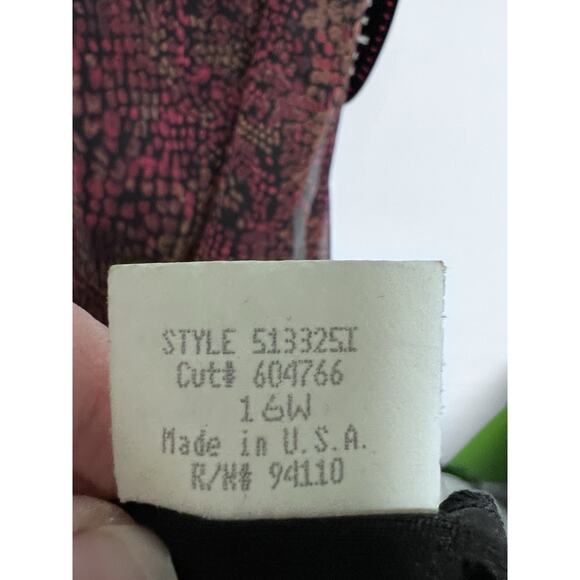 STYLE 513325I
Cut# 604766
16W
Made in U.S.A.
R/N# 94110